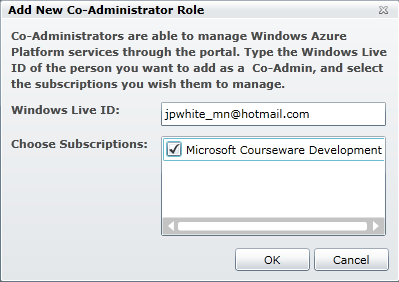 Add New Co-Administrator Role
Co-Administrators are able to manage Windows Azure
Platform services through the portal. Type the Windows Live
ID of the person you want to add as a  Co-Admin, and select
the subscriptions you wish them to manage.
Windows Live ID:
jpwhite_mn@hotmail.com
Choose Subscriptions:
Microsoft Courseware Development
OK
Cancel